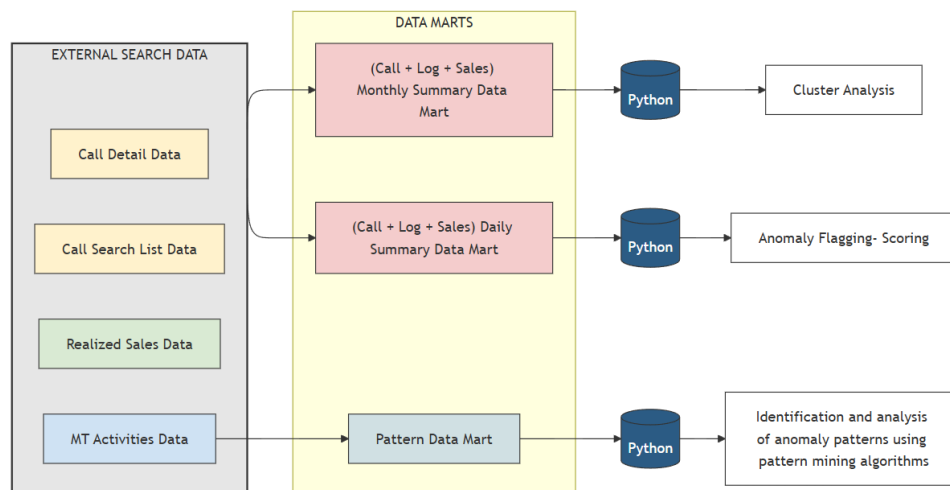 EXTERNAL SEARCH DATA
Call Detail Data
Call Search List Data
Realized Sales Data
MT Activities Data
DATA MARTS
(Call + Log + Sales)
Monthly Summary Data
Mart
(Call + Log + Sales) Daily
Summary Data Mart
Pattern Data Mart
Python
Cluster Analysis
Python
Anomaly Flagging- Scoring
Python
Identification and analysis
of anomaly patterns using
pattern mining algorithms